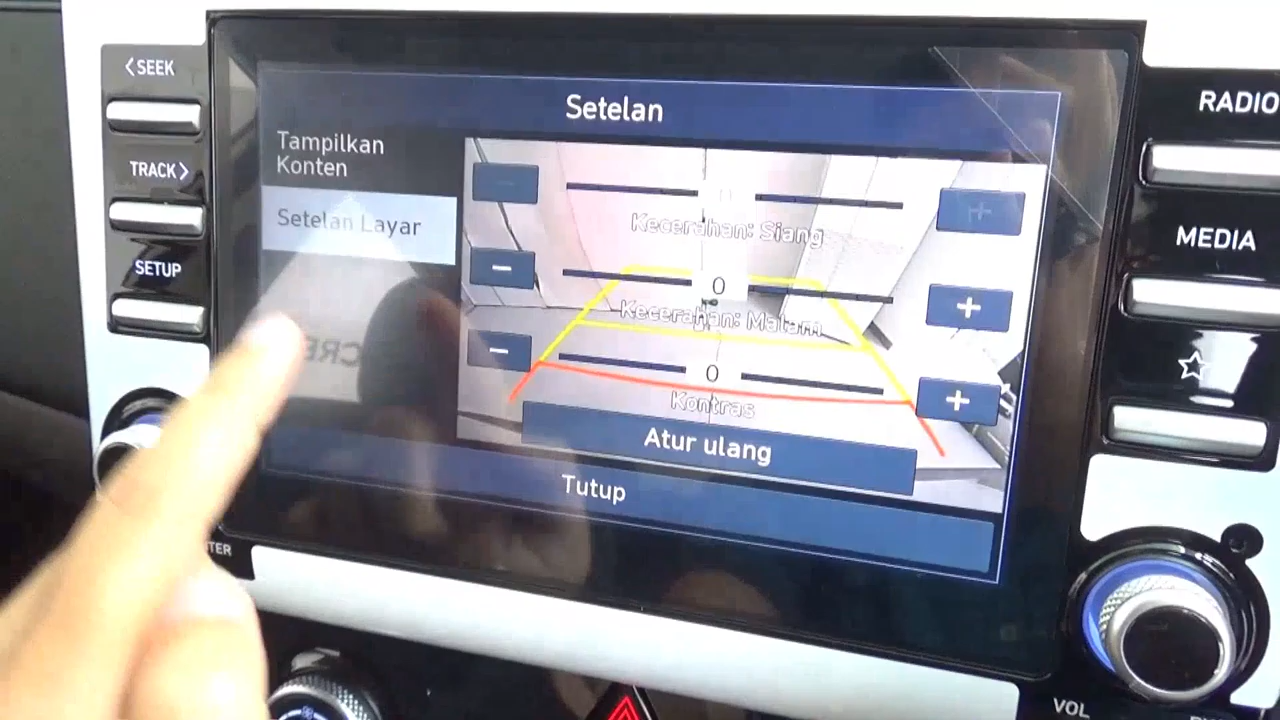 <SEEK
TRACK>
SETUP
Setelan
Tampilkan
Konten
Setelan Layar
Kecerahan: Siang
0
Kecerahan: Malam
0
Kontras
Atur ulang
Tutup
RADIO
MEDIA
VOL